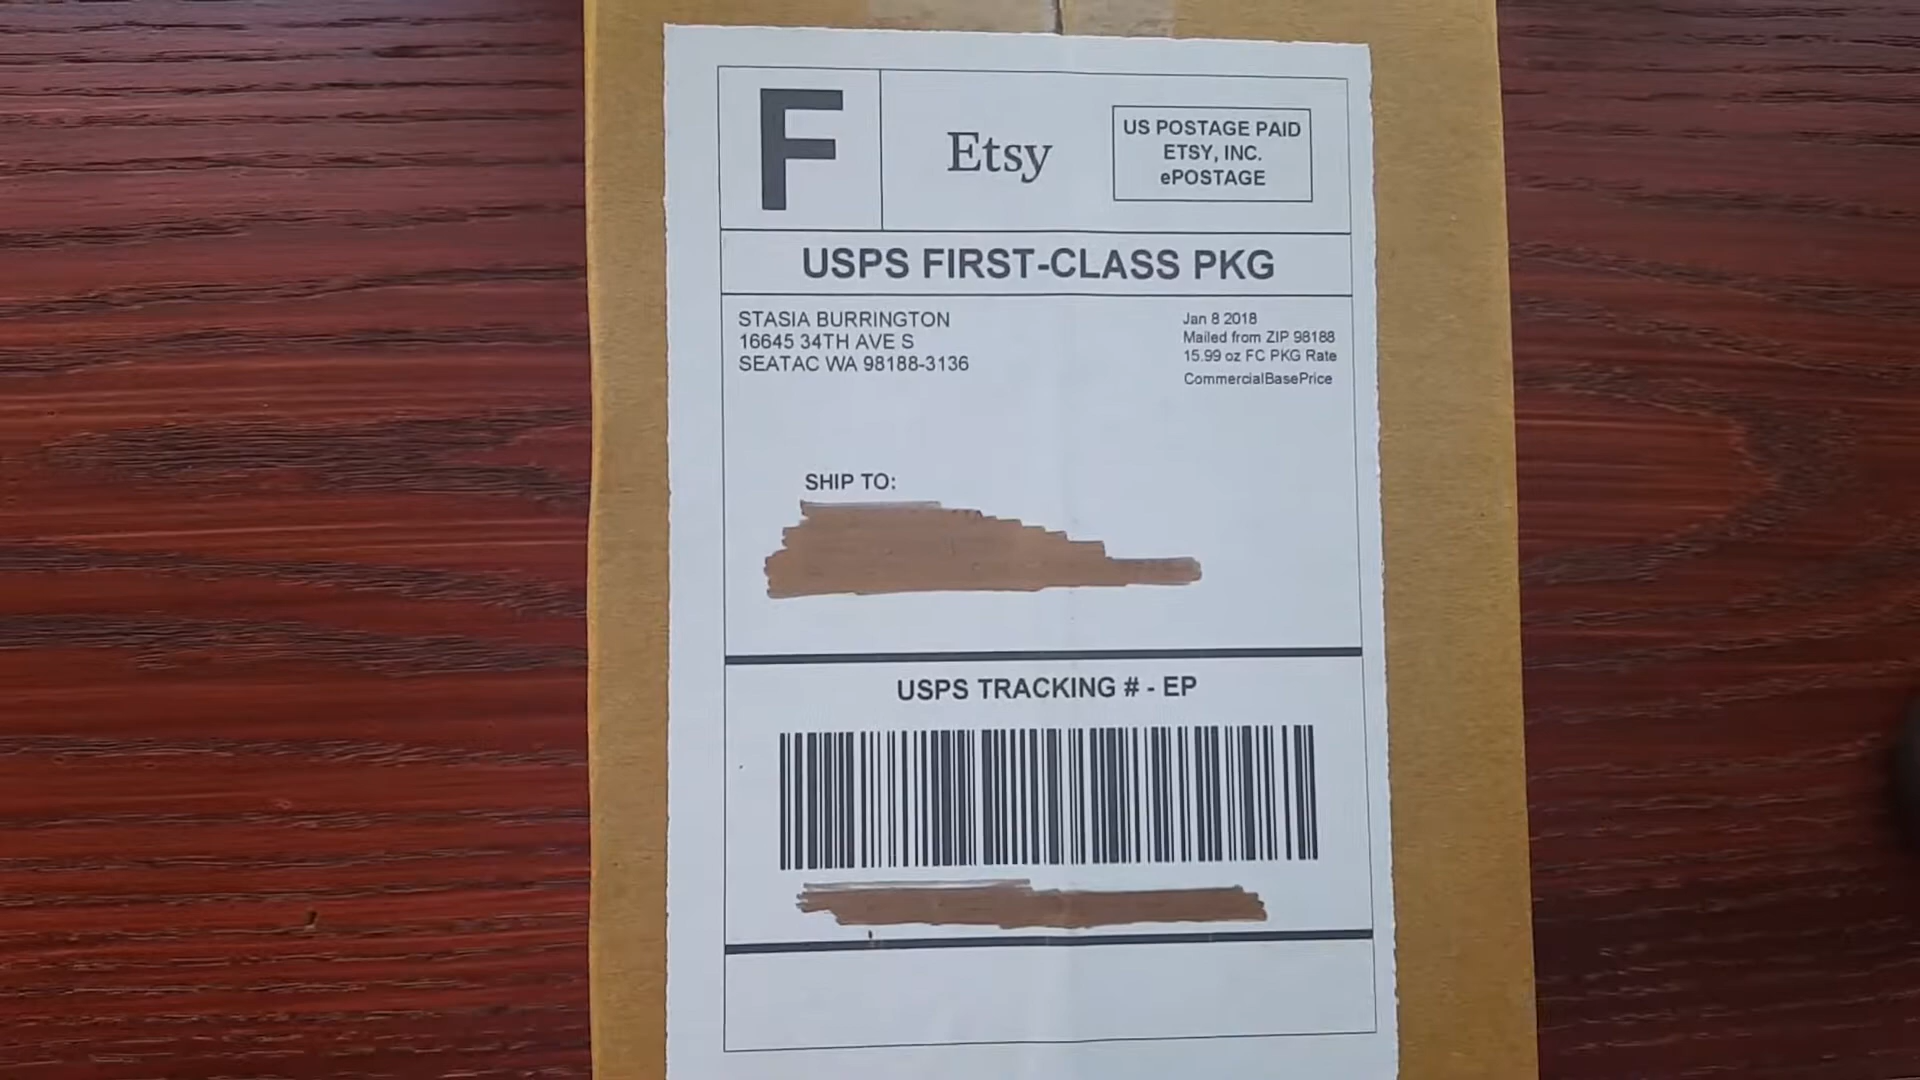 F
Etsy
US POSTAGE PAID
ETSY, INC.
ePOSTAGE
USPS FIRST-CLASS PKG
STASIA BURRINGTON
16645 34TH AVE S
SEATAC WA 98188-3136
Jan 8 2018
Mailed from ZIP 98188
15.99 oz FC PKG Rate
CommercialBasePrice
SHIP TO:
USPS TRACKING # - EP